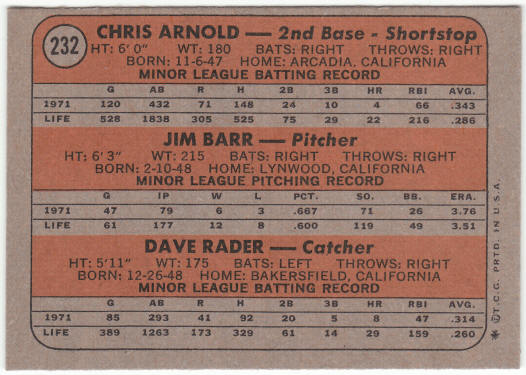 232
CHRIS ARNOLD — 2nd Base - Shortstop
HT: 6'0" WT: 180 BATS: RIGHT THROWS: RIGHT
BORN: 11-6-47 HOME: ARCADIA, CALIFORNIA
MINOR LEAGUE BATTING RECORD
G AB R H 2B 3B HR RBI AVG.
1971 120 432 71 148 24 10 4 66 .343
LIFE 528 1838 305 525 75 29 22 216 .286
JIM BARR — Pitcher
HT: 6'3" WT: 215 BATS: RIGHT THROWS: RIGHT
BORN: 2-10-48 HOME: LYNWOOD, CALIFORNIA
MINOR LEAGUE PITCHING RECORD
G IP W L PCT. SO. BB. ERA.
1971 47 79 6 3 .667 71 26 3.76
LIFE 61 177 12 8 .600 119 49 3.51
DAVE RADER — Catcher
HT: 5'11" WT: 175 BATS: LEFT THROWS: RIGHT
BORN: 12-26-48 HOME: BAKERSFIELD, CALIFORNIA
MINOR LEAGUE BATTING RECORD
G AB R H 2B 3B HR RBI AVG.
1971 85 293 41 92 20 5 8 47 .314
LIFE 389 1263 173 329 61 14 29 159 .260
* © T.C.G. PRTD. IN U.S.A.